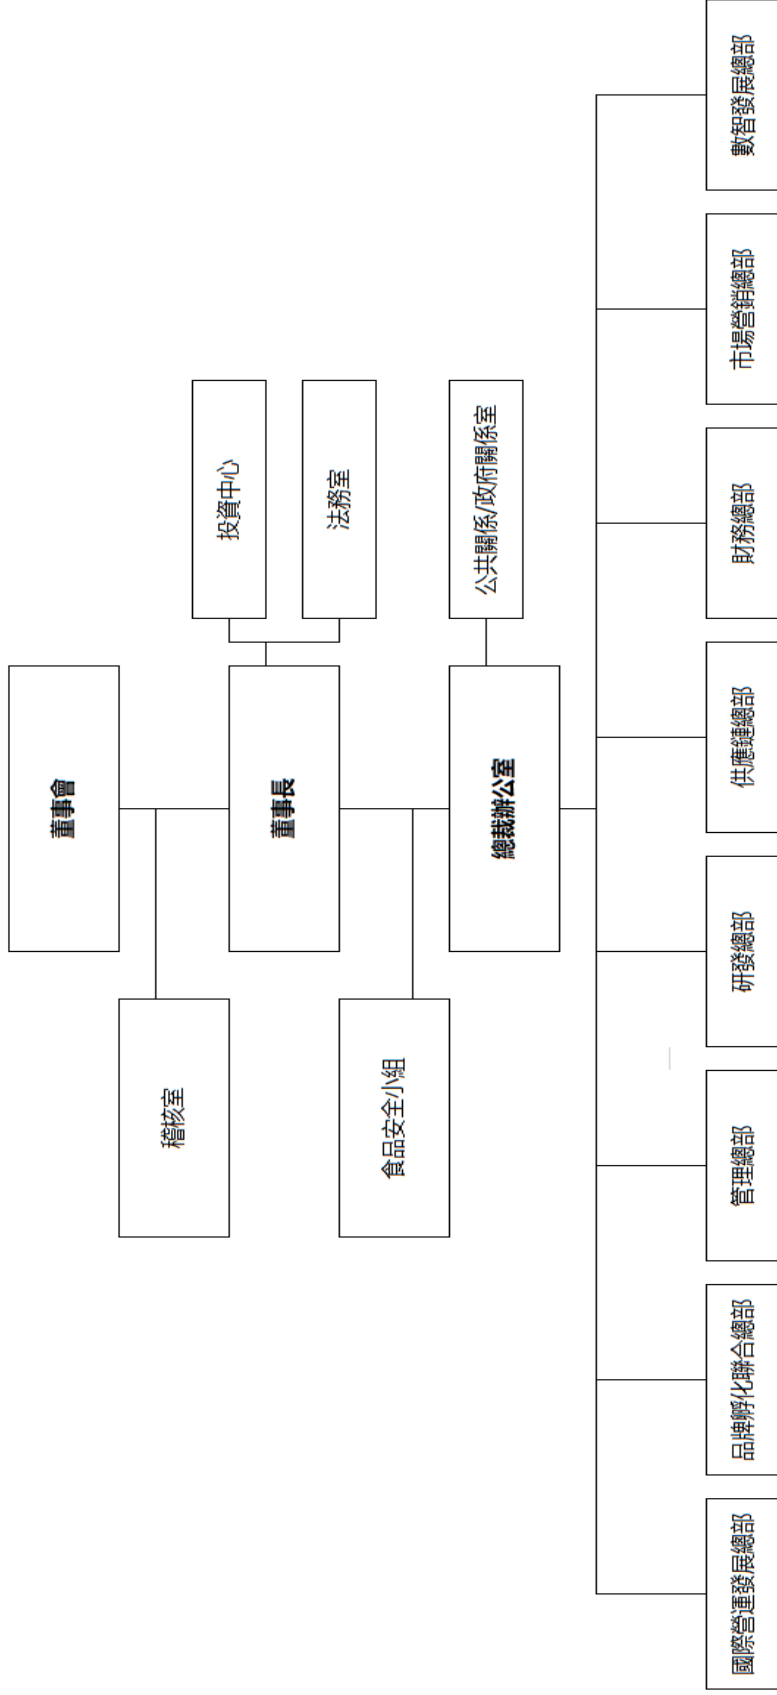 董事會
稽核室
董事長
投資中心
法務室
食品安全小組
總裁辦公室
公共關係/政府關係室
國際營運發展總部
品牌孵化聯合總部
管理總部
研發總部
供應鏈總部
財務總部
市場營銷總部
數智發展總部